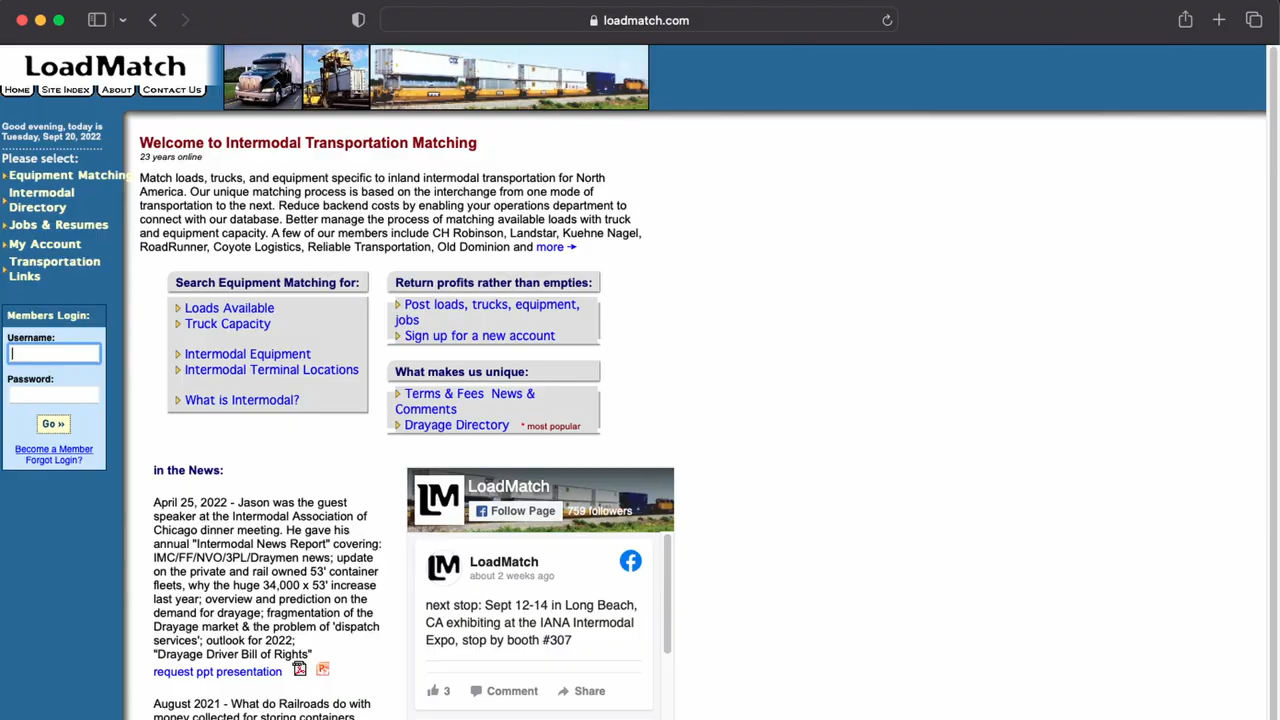 loadmatch.com
LoadMatch
HOME SITE INDEX ABOUT CONTACT US
Good evening, today is
Tuesday, Sept 20, 2022
Please select:
Equipment Matching
Intermodal
Directory
Jobs & Resumes
My Account
Transportation
Links
Members Login:
Username:
Password:
Go »
Become a Member
Forgot Login?
Welcome to Intermodal Transportation Matching
23 years online
Match loads, trucks, and equipment specific to inland intermodal transportation for North
America. Our unique matching process is based on the interchange from one mode of
transportation to the next. Reduce backend costs by enabling your operations department to
connect with our database. Better manage the process of matching available loads with truck
and equipment capacity. A few of our members include CH Robinson, Landstar, Kuehne Nagel,
RoadRunner, Coyote Logistics, Reliable Transportation, Old Dominion and more ➔
Search Equipment Matching for:
Loads Available
Truck Capacity
Intermodal Equipment
Intermodal Terminal Locations
What is Intermodal?
Return profits rather than empties:
Post loads, trucks, equipment,
jobs
Sign up for a new account
What makes us unique:
Terms & Fees News &
Comments
Drayage Directory * most popular
in the News:
April 25, 2022 - Jason was the guest
speaker at the Intermodal Association of
Chicago dinner meeting. He gave his
annual "Intermodal News Report" covering:
IMC/FF/NVO/3PL/Draymen news; update
on the private and rail owned 53' container
fleets, why the huge 34,000 x 53' increase
last year; overview and prediction on the
demand for drayage; fragmentation of the
Drayage market & the problem of 'dispatch
services'; outlook for 2022;
"Drayage Driver Bill of Rights"
request ppt presentation
August 2021 - What do Railroads do with
money collected for storing containers
LM
LoadMatch
Follow Page
759 followers
LM
LoadMatch
about 2 weeks ago
next stop: Sept 12-14 in Long Beach,
CA exhibiting at the IANA Intermodal
Expo, stop by booth #307
3 Comment Share